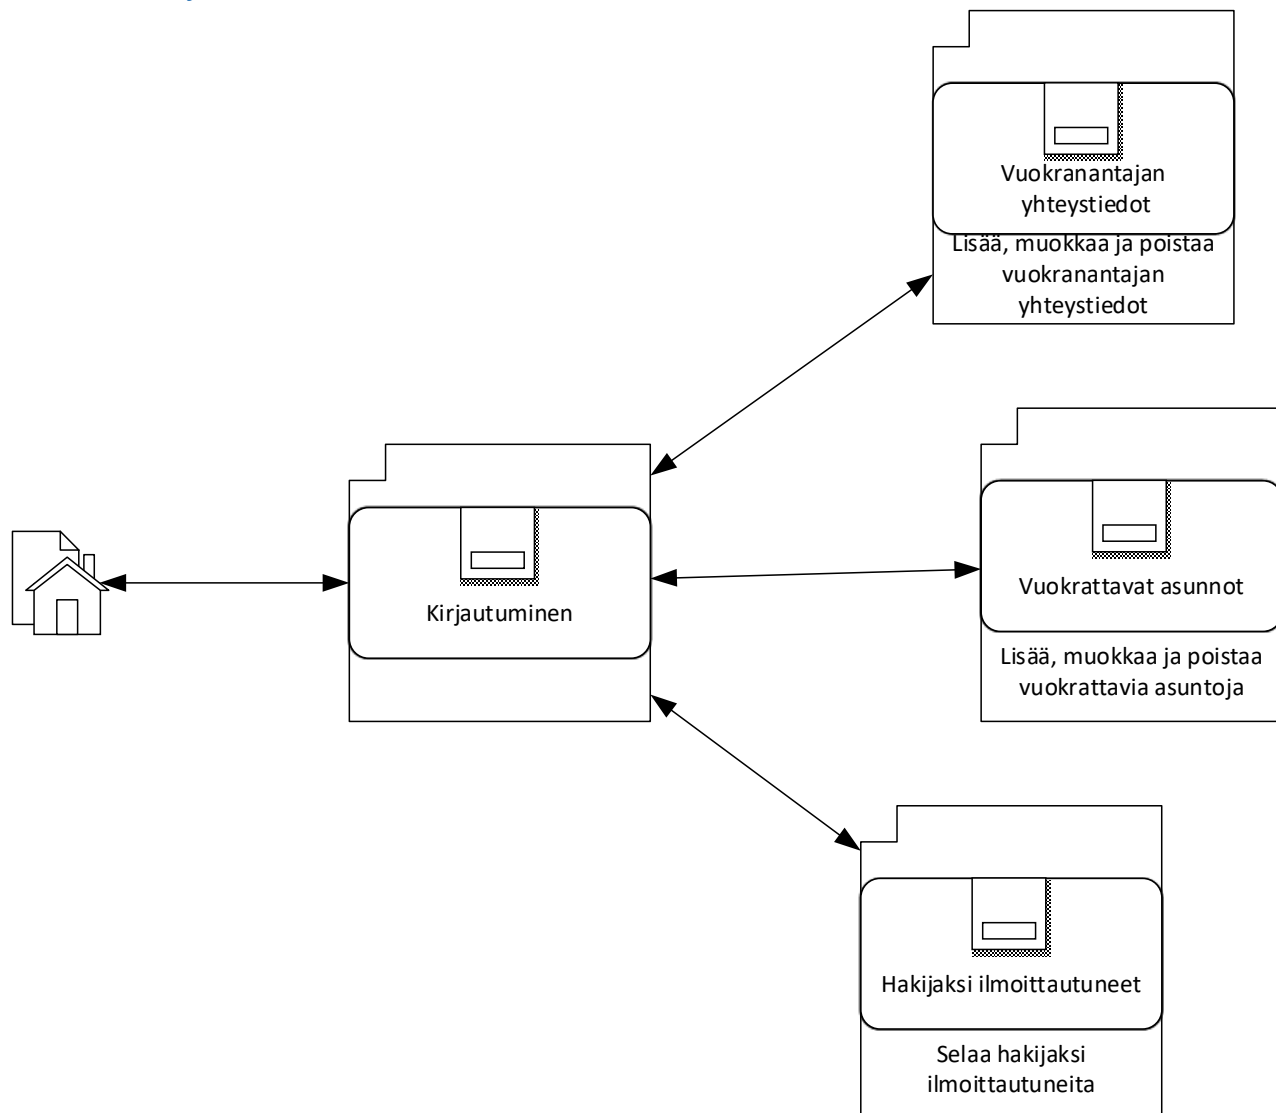 Vuokranantajan
yhteystiedot
Lisää, muokkaa ja poistaa
vuokranantajan
yhteystiedot
Kirjautuminen
Vuokrattavat asunnot
Lisää, muokkaa ja poistaa
vuokrattavia asuntoja
Hakijaksi ilmoittautuneet
Selaa hakijaksi
ilmoittautuneita